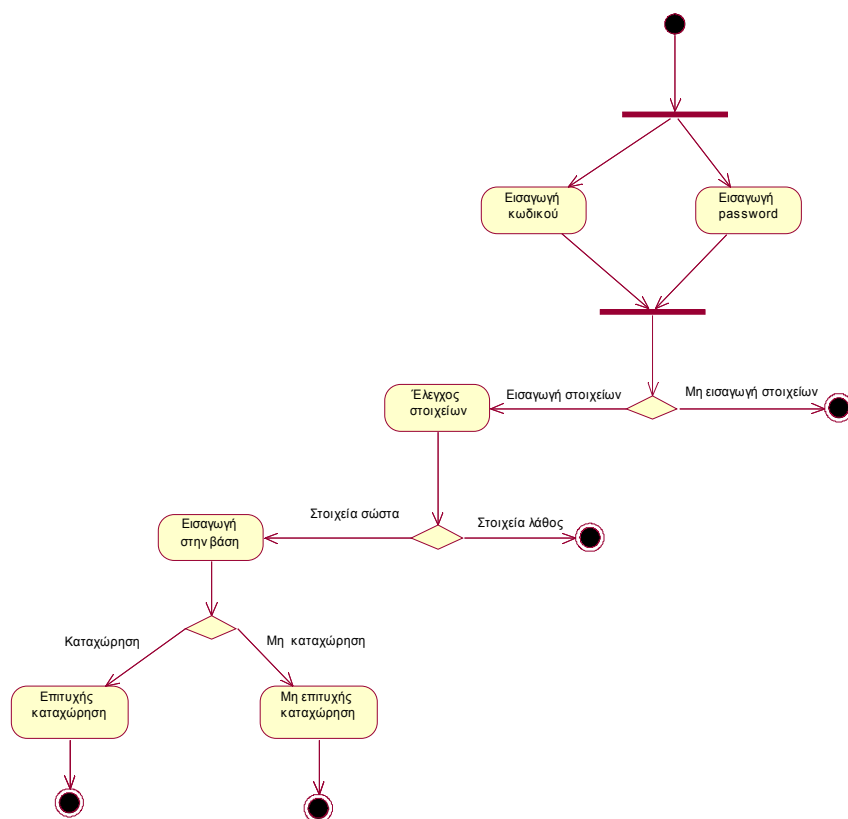 Εισαγωγή
κωδικού
Εισαγωγή
password
Έλεγχος
στοιχείων
Εισαγωγή στοιχείων
Μη εισαγωγή στοιχείων
Εισαγωγή
στην βάση
Στοιχεία σώστα
Στοιχεία λάθος
Καταχώρηση
Μη καταχώρηση
Επιτυχής
καταχώρηση
Μη επιτυχής
καταχώρηση